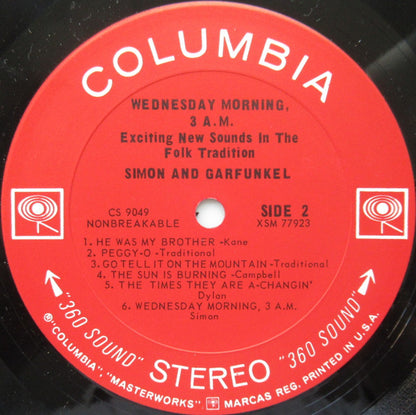 COLUMBIA
WEDNESDAY MORNING,
3 A.M.
Exciting New Sounds In The
Folk Tradition
SIMON AND GARFUNKEL
CS 9049
NONBREAKABLE
SIDE 2
XSM 77923
1. HE WAS MY BROTHER -Kane
2. PEGGY-O -Traditional
3. GO TELL IT ON THE MOUNTAIN -Traditional
4. THE SUN IS BURNING -Campbell
5. THE TIMES THEY ARE A-CHANGIN'
Dylan
6. WEDNESDAY MORNING, 3 A.M.
Simon
"360 SOUND" STEREO "360 SOUND"
® "COLUMBIA", "MASTERWORKS" MARCAS REG. PRINTED IN U.S.A.